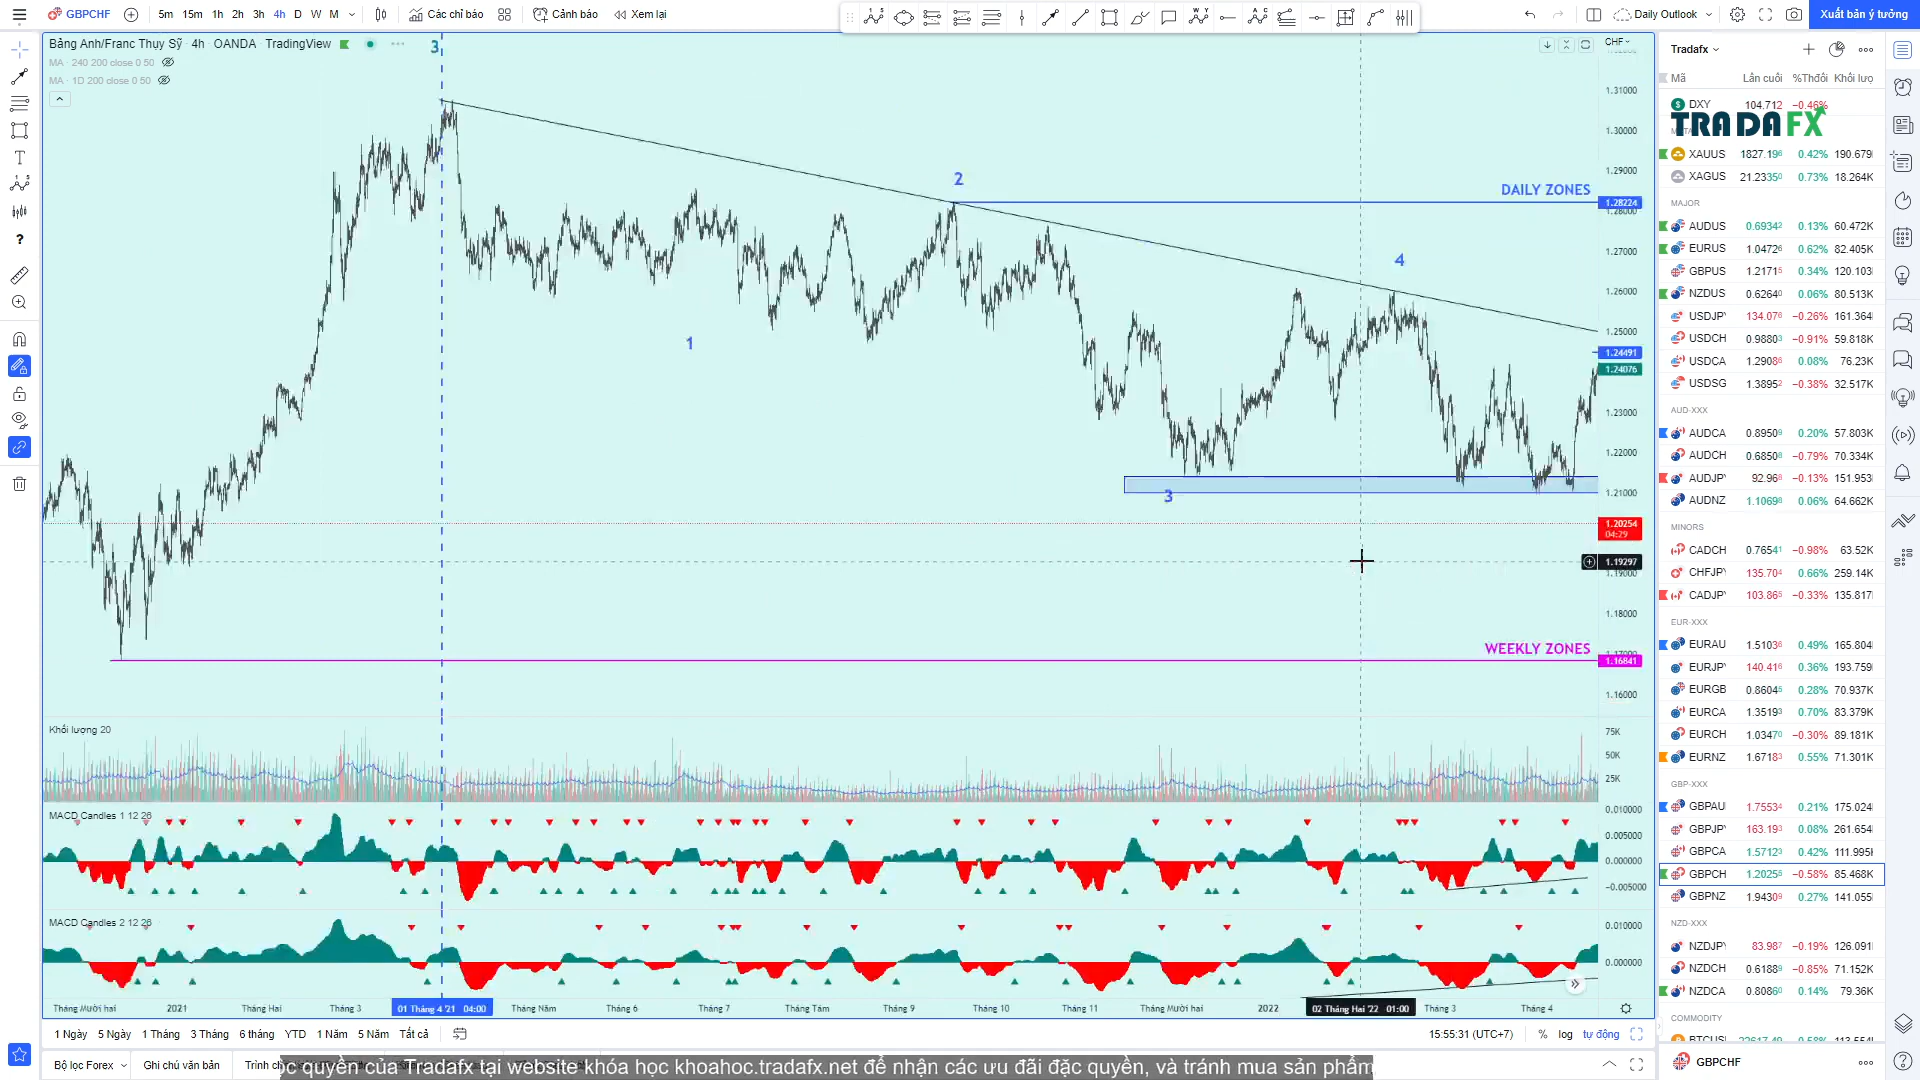 GBPCHF 5m 15m 1h 2h 3h 4h D W M Các chỉ báo Cảnh báo Xem lại Daily Outlook Xuất bản ý tưởng
Bảng Anh/Franc Thụy Sỹ 4h OANDA TradingView
MA 240 200 close 0 50
MA 1D 200 close 0 50
3
2
1
4
3
DAILY ZONES
WEEKLY ZONES
CHF
1.31000
1.30000
1.29000
1.28224
1.28000
1.27000
1.26000
1.25000
1.24491
1.24076
1.23000
1.22000
1.21000
1.20254
04:29
1.19297
1.19000
1.18000
1.16841
1.16000
Khối lượng 20
75K
50K
25K
MACD Candles 1 12 26
0.010000
0.005000
0.000000
−0.005000
MACD Candles 2 12 26
0.010000
0.000000
Tháng Mười hai 2021 Tháng Hai Tháng 3 01 Tháng 4 '21 04:00 Tháng Năm Tháng 6 Tháng 7 Tháng Tám Tháng 9 Tháng 10 Tháng 11 Tháng Mười hai 2022 02 Tháng Hai '22 01:00 Tháng 3 Tháng 4
1 Ngày 5 Ngày 1 Tháng 3 Tháng 6 tháng YTD 1 Năm 5 Năm Tất cả 15:55:31 (UTC+7) % log tự động
Bộ lọc Forex Ghi chú văn bản Trình
quyền của Tradafx tại website khóa học khoahoc.tradafx.net để nhận các ưu đãi đặc quyền, và tránh mua sản phẩm
Tradafx
Mã Lần cuối %Thđổi Khối lượ
DXY 104.712 −0.46%
TRADAFX
XAUUS 1827.196 0.42% 190.679
XAGUS 21.2335 0.73% 18.264K
MAJOR
AUDUS 0.69342 0.13% 60.472K
EURUS 1.04726 0.62% 82.405K
GBPUS 1.21715 0.34% 120.103
NZDUS 0.62640 0.06% 80.513K
USDJP 134.076 −0.26% 161.364
USDCH 0.98803 −0.91% 59.818K
USDCA 1.29086 0.08% 76.23K
USDSG 1.38952 −0.38% 32.517K
AUD-XXX
AUDCA 0.89509 0.20% 57.803K
AUDCH 0.68508 −0.79% 70.334K
AUDJP 92.968 −0.13% 155.953
AUDNZ 1.10698 0.06% 64.662K
MINORS
CADCH 0.76541 −0.98% 63.52K
CHFJP 135.704 0.66% 259.14K
CADJP 103.865 −0.33% 135.817
EUR-XXX
EURAU 1.51036 0.49% 165.804
EURJP 140.416 0.36% 193.759
EURGB 0.86045 0.28% 70.937K
EURCA 1.35193 0.70% 83.379K
EURCH 1.03470 −0.30% 89.181K
EURNZ 1.67183 0.55% 71.301K
GBP-XXX
GBPAU 1.75534 0.21% 175.024
GBPJP 163.193 0.08% 261.654
GBPCA 1.57123 0.42% 111.995
GBPCH 1.20255 −0.58% 85.468K
GBPNZ 1.94309 0.27% 141.055
NZD-XXX
NZDJP 83.987 −0.19% 126.091
NZDCH 0.61889 −0.85% 71.152K
NZDCA 0.80860 0.14% 79.36K
COMMODITY
GBPCHF